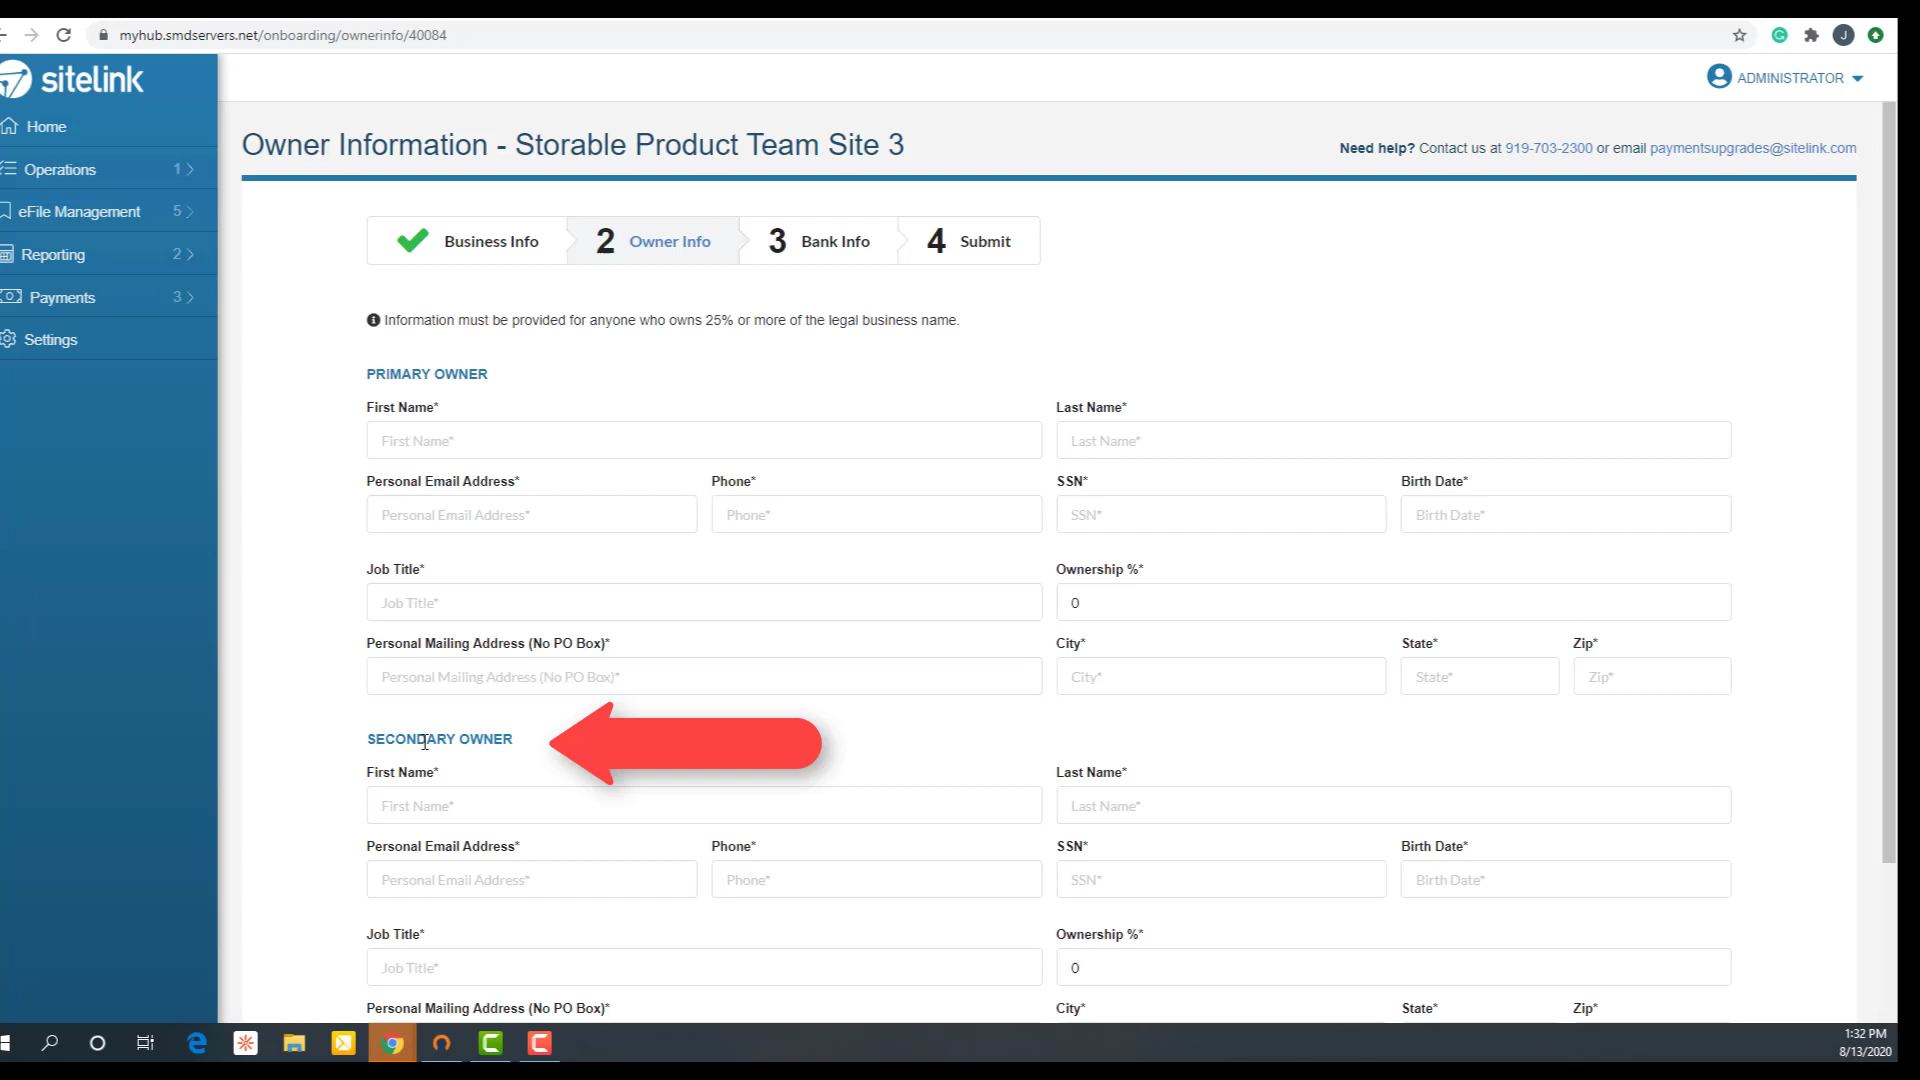 myhub.smdservers.net/onboarding/ownerinfo/40084
J
sitelink
ADMINISTRATOR
Home
Operations 1
eFile Management 5
Reporting 2
Payments 3
Settings
Owner Information - Storable Product Team Site 3
Need help? Contact us at 919-703-2300 or email paymentsupgrades@sitelink.com
Business Info 2 Owner Info 3 Bank Info 4 Submit
Information must be provided for anyone who owns 25% or more of the legal business name.
PRIMARY OWNER
First Name* Last Name*
First Name* Last Name*
Personal Email Address* Phone* SSN* Birth Date*
Personal Email Address* Phone* SSN* Birth Date*
Job Title* Ownership %*
Job Title* 0
Personal Mailing Address (No PO Box)* City* State* Zip*
Personal Mailing Address (No PO Box)* City* State* Zip*
SECONDARY OWNER
First Name* Last Name*
First Name* Last Name*
Personal Email Address* Phone* SSN* Birth Date*
Personal Email Address* Phone* SSN* Birth Date*
Job Title* Ownership %*
Job Title* 0
Personal Mailing Address (No PO Box)* City* State* Zip*
1:32 PM
8/13/2020